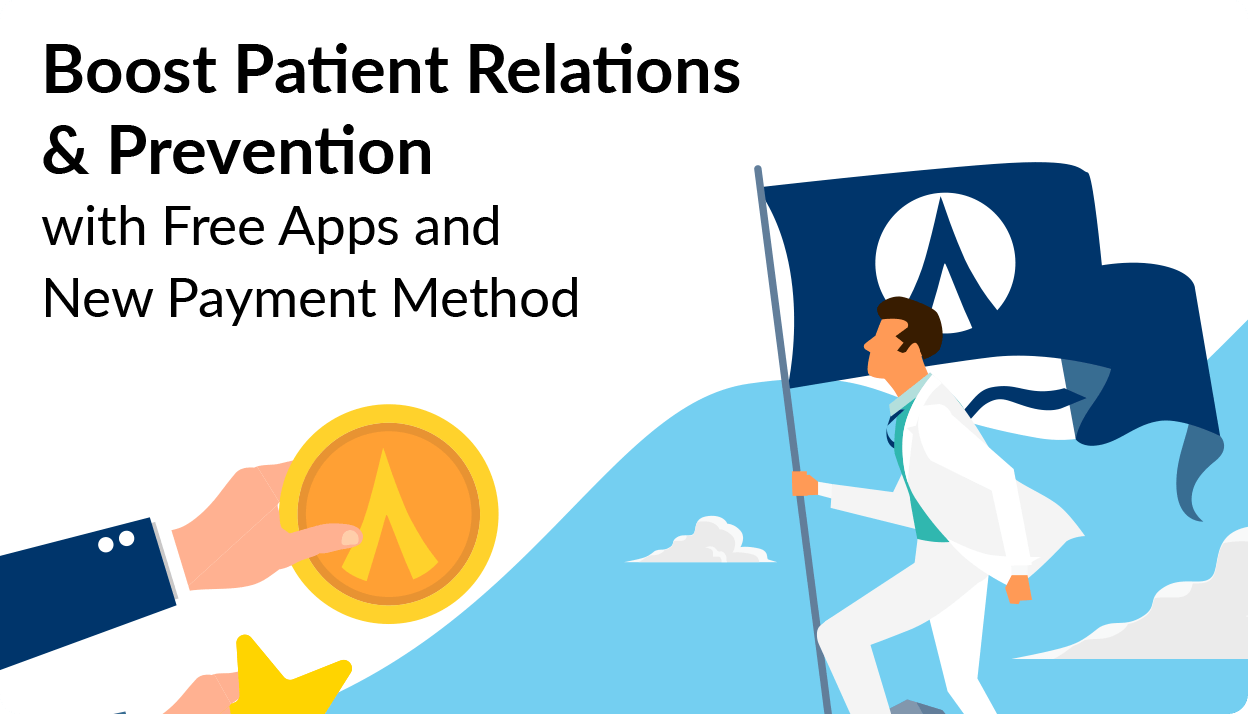 Boost Patient Relations
& Prevention
with Free Apps and
New Payment Method